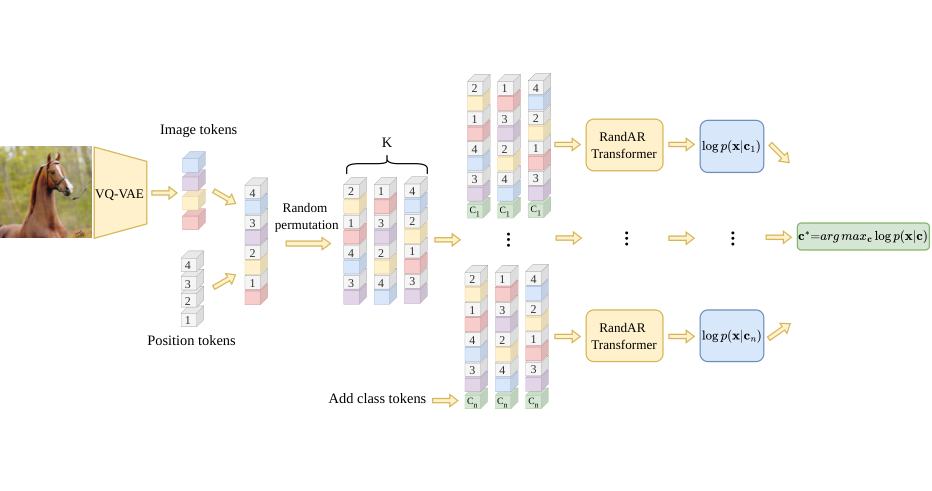 Image tokens
VQ-VAE
4
3
2
1
Position tokens
4
3
2
1
Random
permutation
K
2 1 4
1 3 2
4 2 1
3 4 3
2 1 4
1 3 2
4 2 1
3 4 3
C1 C1 C1
2 1 4
1 3 2
4 2 1
3 4 3
Cn Cn Cn
Add class tokens
RandAR
Transformer
log p(x|c1)
RandAR
Transformer
log p(x|cn)
c*=arg maxc log p(x|c)